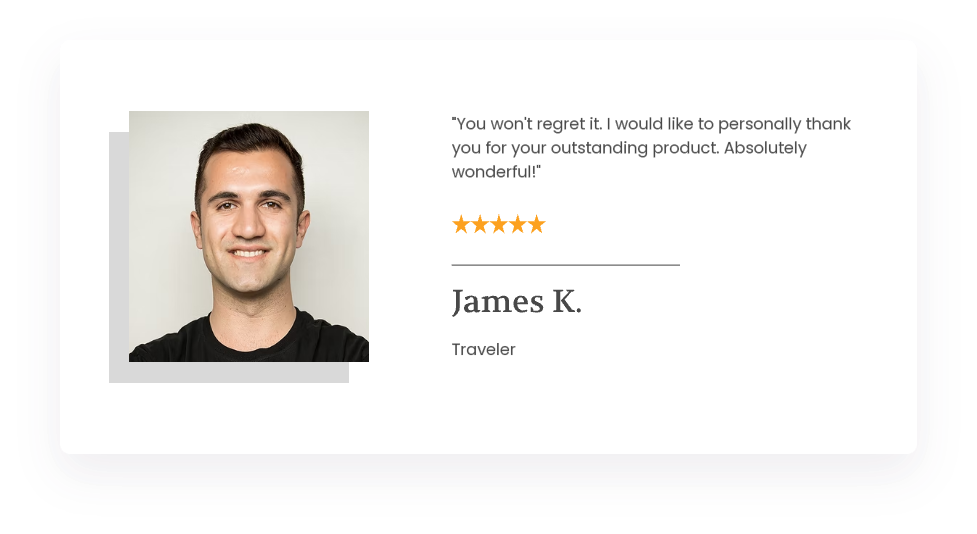 "You won't regret it. I would like to personally thank
you for your outstanding product. Absolutely
wonderful!"
★★★★★
James K.
Traveler